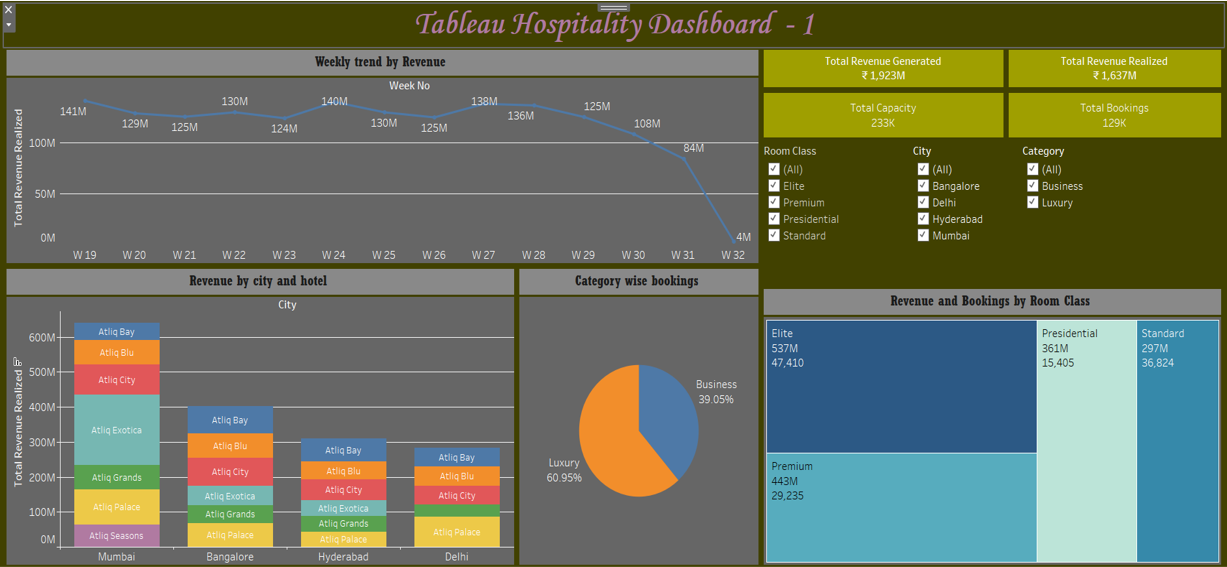 Tableau Hospitality Dashboard - 1
Weekly trend by Revenue
Week No
Total Revenue Realized
100M
50M
0M
141M
129M
125M
130M
124M
140M
130M
125M
138M
136M
125M
108M
84M
4M
W 19 W 20 W 21 W 22 W 23 W 24 W 25 W 26 W 27 W 28 W 29 W 30 W 31 W 32
Total Revenue Generated
₹ 1,923M
Total Revenue Realized
₹ 1,637M
Total Capacity
233K
Total Bookings
129K
Room Class
(All)
Elite
Premium
Presidential
Standard
City
(All)
Bangalore
Delhi
Hyderabad
Mumbai
Category
(All)
Business
Luxury
Revenue by city and hotel
City
Total Revenue Realized
600M
500M
400M
300M
200M
100M
0M
Atliq Bay
Atliq Blu
Atliq City
Atliq Exotica
Atliq Grands
Atliq Palace
Atliq Seasons
Atliq Bay
Atliq Blu
Atliq City
Atliq Exotica
Atliq Grands
Atliq Palace
Atliq Bay
Atliq Blu
Atliq City
Atliq Exotica
Atliq Grands
Atliq Palace
Atliq Bay
Atliq Blu
Atliq City
Atliq Palace
Mumbai Bangalore Hyderabad Delhi
Category wise bookings
Business
39.05%
Luxury
60.95%
Revenue and Bookings by Room Class
Elite
537M
47,410
Premium
443M
29,235
Presidential
361M
15,405
Standard
297M
36,824